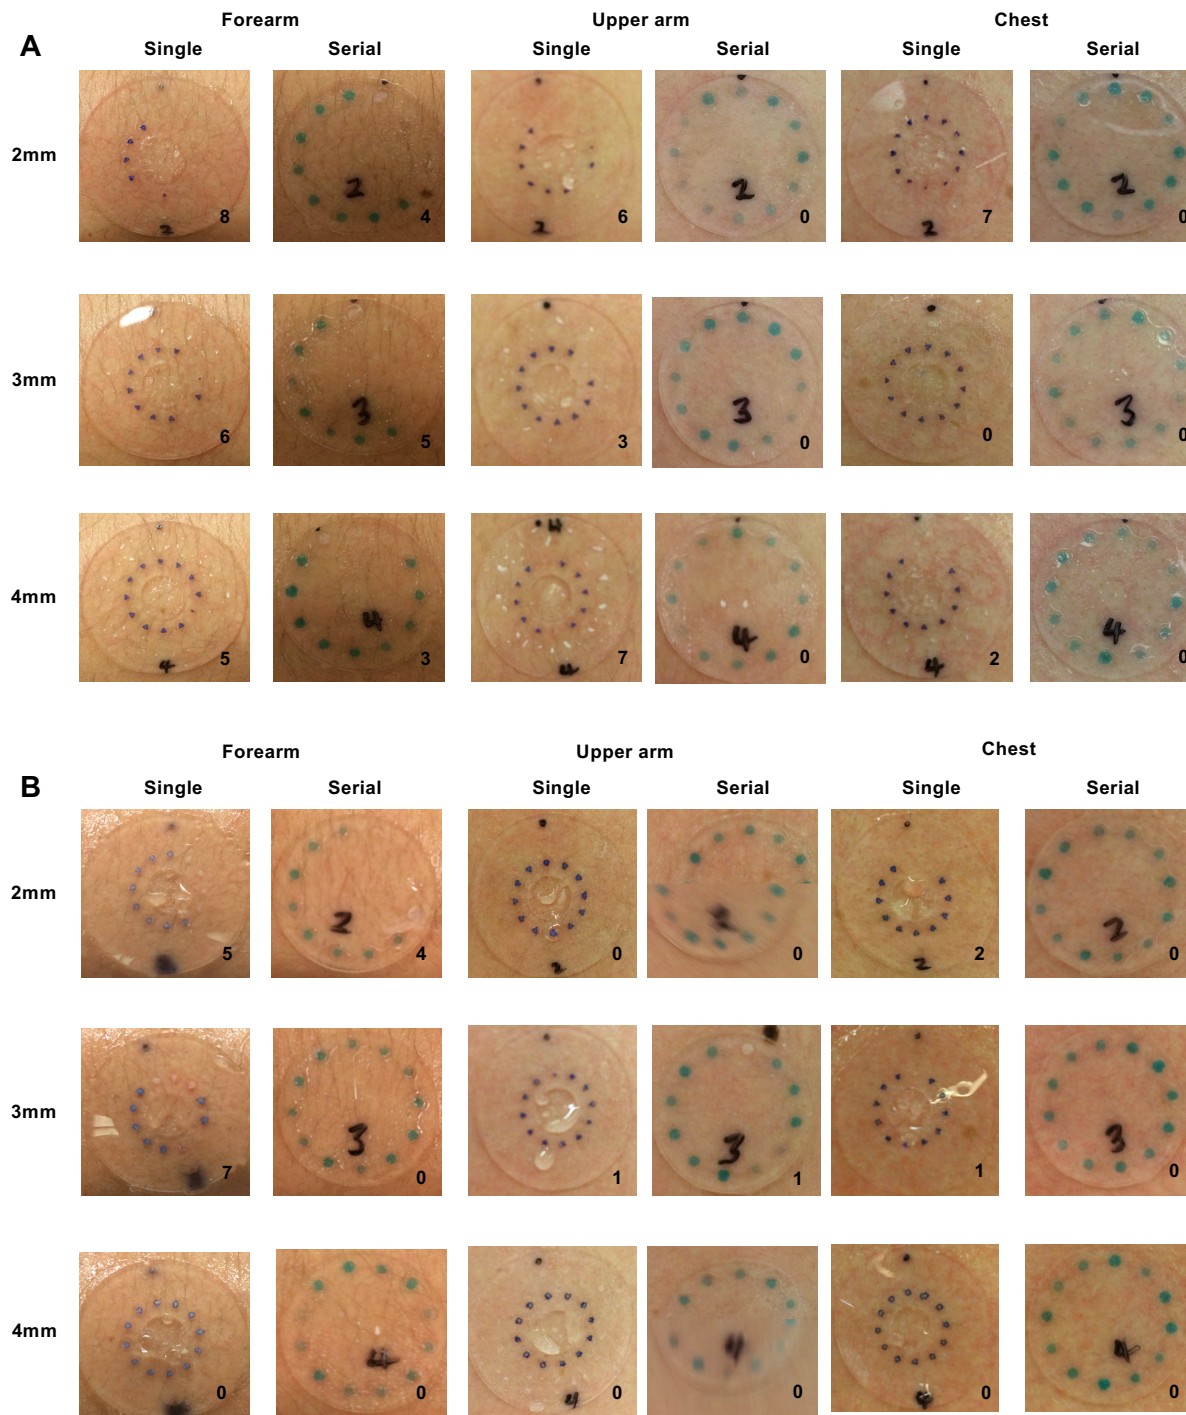 Forearm Upper arm Chest
A Single Serial Single Serial Single Serial
2mm 2 2 2 2 2 2
8 4 6 0 7 0
3mm 3 3 3
6 5 3 0 0 0
4mm 4 4 4 4 4 4 4
5 3 7 0 2 0
Forearm Upper arm Chest
B Single Serial Single Serial Single Serial
2mm 2 2 2 2
5 4 0 0 2 0
3mm 3 3 3
7 0 1 1 1 0
4mm 4 4 4 4
0 0 0 0 0 0